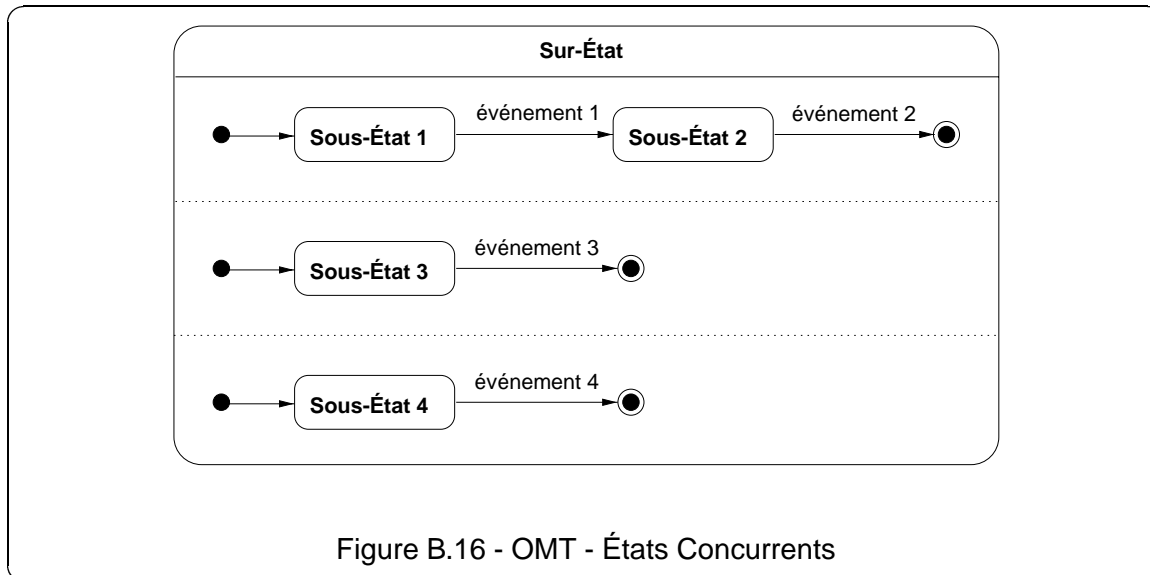 Sur-État
événement 1
événement 2
Sous-État 1
Sous-État 2
événement 3
Sous-État 3
événement 4
Sous-État 4
Figure B.16 - OMT - États Concurrents